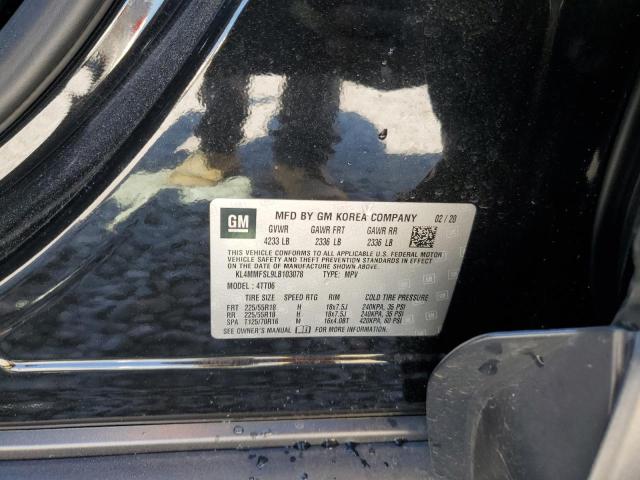 GM MFD BY GM KOREA COMPANY 02/20
GVWR GAWR FRT GAWR RR
4233 LB 2336 LB 2336 LB
THIS VEHICLE CONFORMS TO ALL APPLICABLE U.S. FEDERAL MOTOR
VEHICLE SAFETY AND THEFT PREVENTION STANDARDS IN EFFECT ON THE
DATE OF MANUFACTURE SHOWN ABOVE.
KL4MMFSL9LB103078 TYPE: MPV
MODEL: 4TT06
TIRE SIZE SPEED RTG RIM COLD TIRE PRESSURE
FRT 225/55R18 H 18x7.5J 240KPA, 35 PSI
RR 225/55R18 H 18x7.5J 240KPA, 35 PSI
SPA T125/70R16 M 16x4.0BT 420KPA, 60 PSI
SEE OWNER'S MANUAL FOR MORE INFORMATION